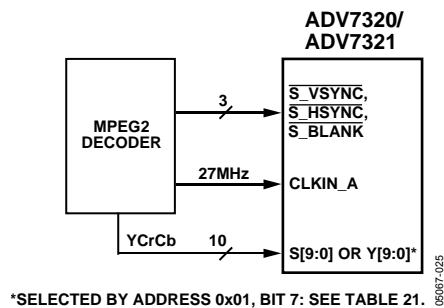 ADV7320/
ADV7321
3
S_VSYNC,
S_HSYNC,
S_BLANK
MPEG2
DECODER
27MHz
CLKIN_A
YCrCb
10
S[9:0] OR Y[9:0]*
*SELECTED BY ADDRESS 0x01, BIT 7: SEE TABLE 21.
05067-025